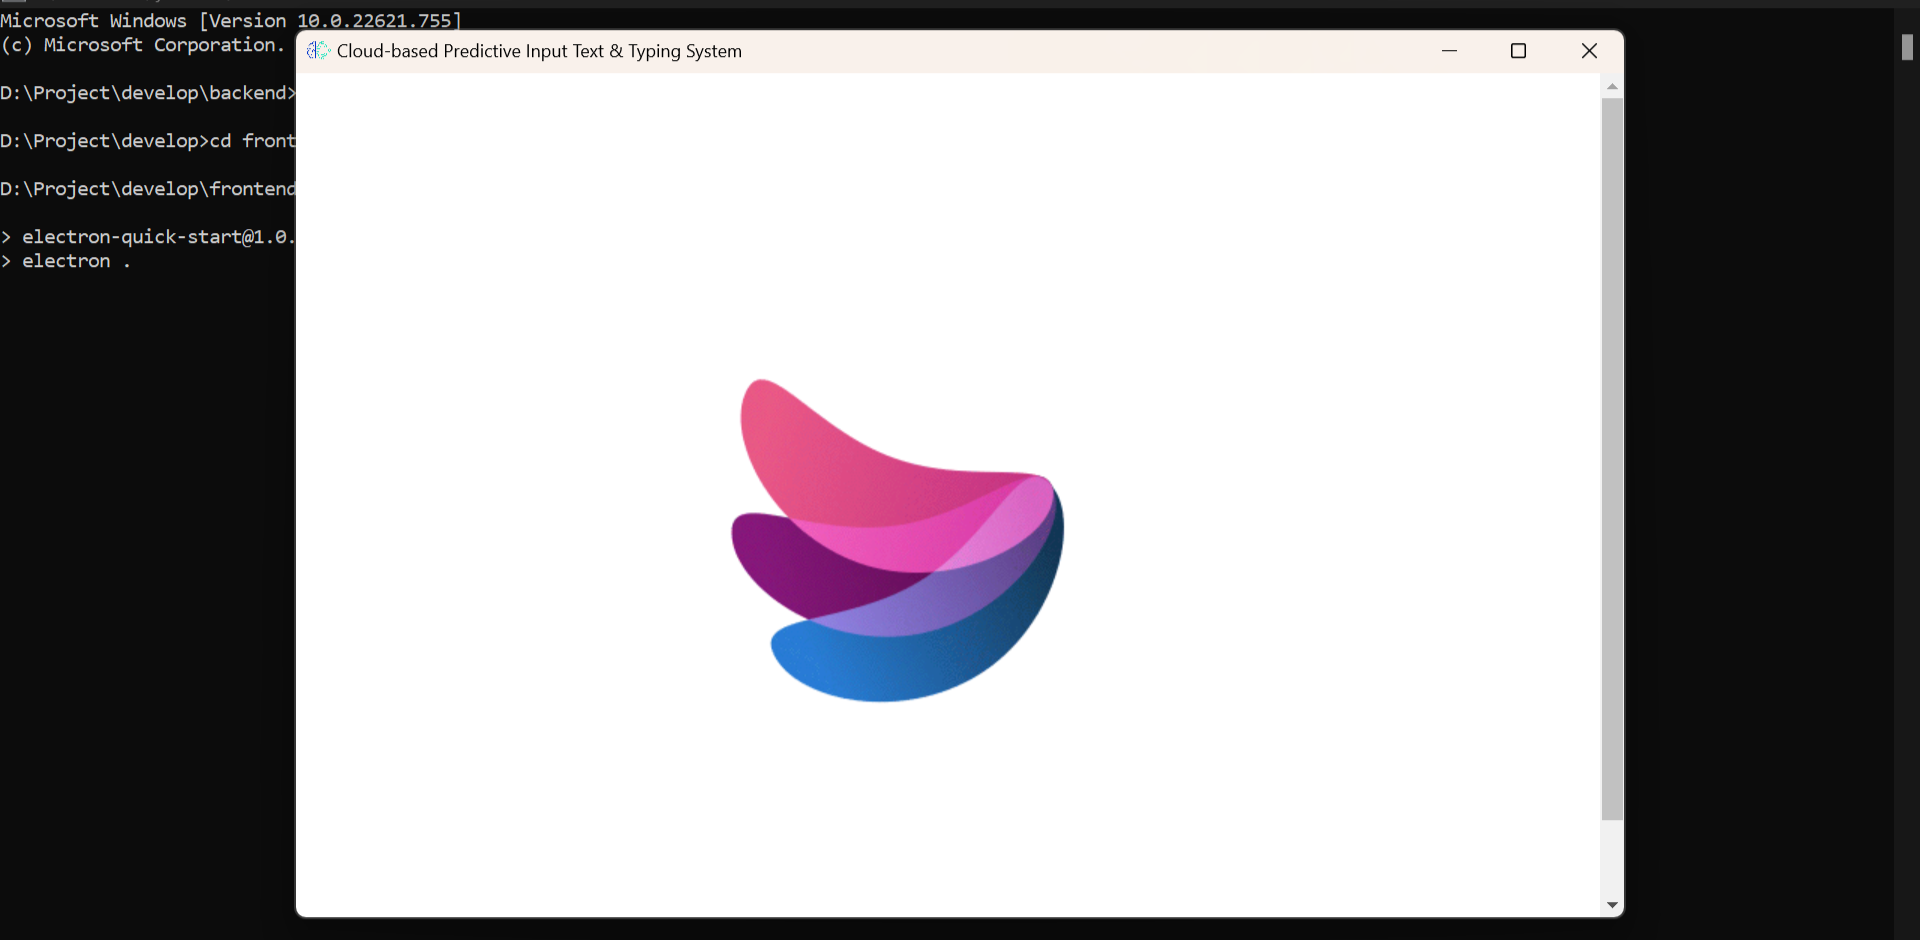 Microsoft Windows [Version 10.0.22621.755]
(c) Microsoft Corporation.
Cloud-based Predictive Input Text & Typing System
D:\Project\develop\backend>
D:\Project\develop>cd front
D:\Project\develop\frontend
> electron-quick-start@1.0.
> electron .